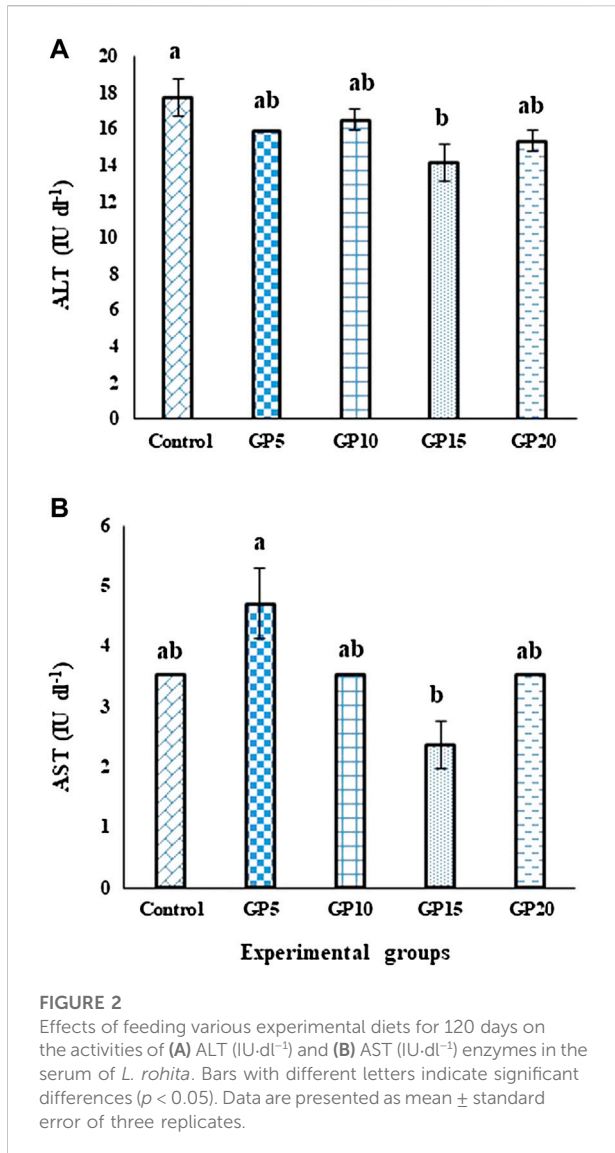 A
20
18
16
14
12
10
8
6
4
2
0
ALT (IU dl⁻¹)
a
ab
ab
b
ab
Control GP5 GP10 GP15 GP20
B
6
5
4
3
2
1
0
AST (IU dl⁻¹)
ab
a
ab
b
ab
Control GP5 GP10 GP15 GP20
Experimental groups
FIGURE 2
Effects of feeding various experimental diets for 120 days on
the activities of (A) ALT (IU·dl⁻¹) and (B) AST (IU·dl⁻¹) enzymes in the
serum of L. rohita. Bars with different letters indicate significant
differences (p < 0.05). Data are presented as mean ± standard
error of three replicates.